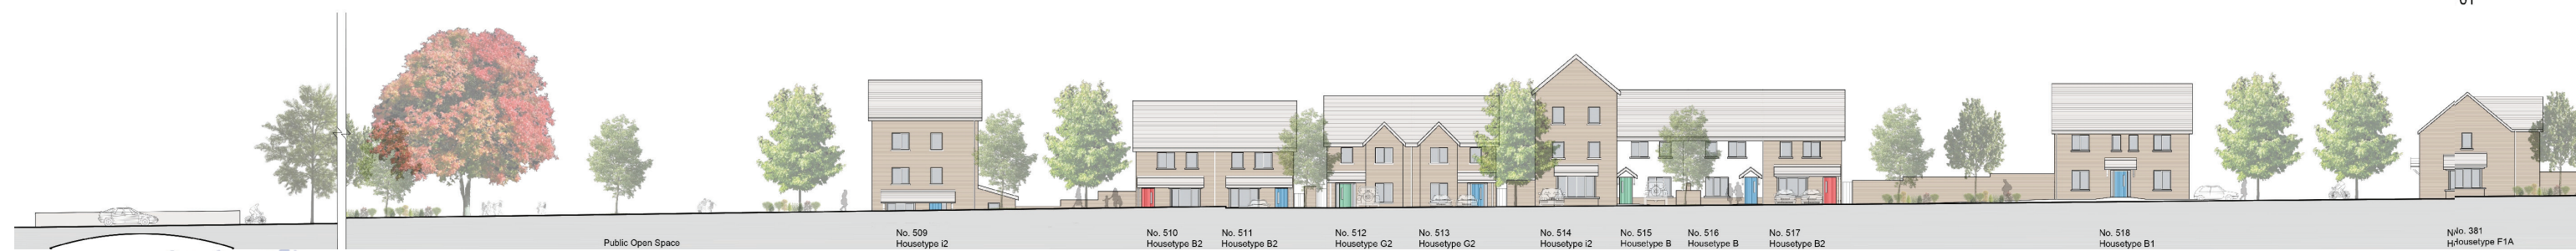 Public Open Space
No. 509
Housetype i2
No. 510
Housetype B2
No. 511
Housetype B2
No. 512
Housetype G2
No. 513
Housetype G2
No. 514
Housetype i2
No. 515
Housetype B
No. 516
Housetype B
No. 517
Housetype B2
No. 518
Housetype B1
No. 381
Housetype F1A